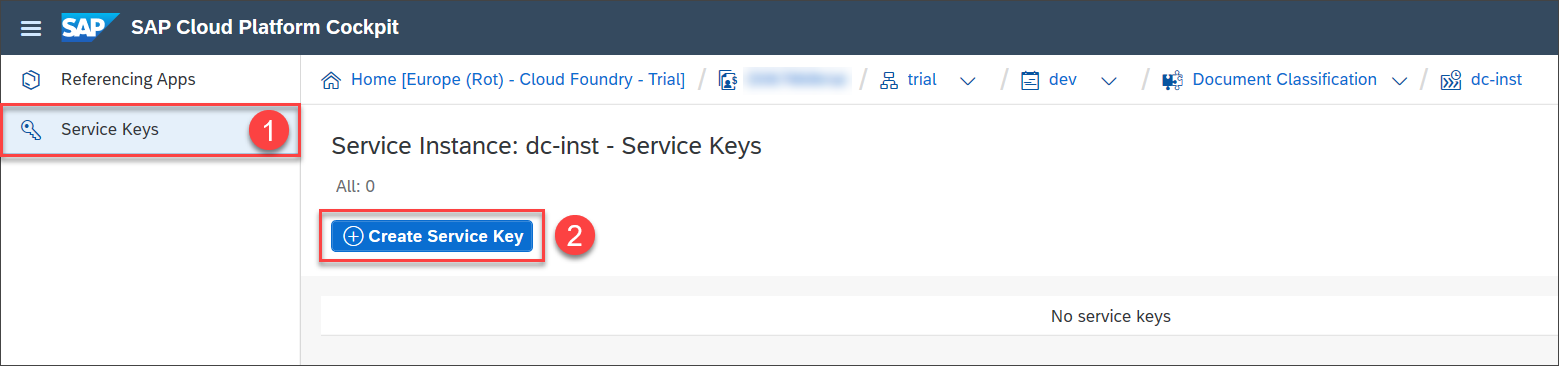 SAP SAP Cloud Platform Cockpit
Referencing Apps
Service Keys 1
Home [Europe (Rot) - Cloud Foundry - Trial] / / trial / dev / Document Classification / dc-inst
Service Instance: dc-inst - Service Keys
All: 0
Create Service Key 2
No service keys